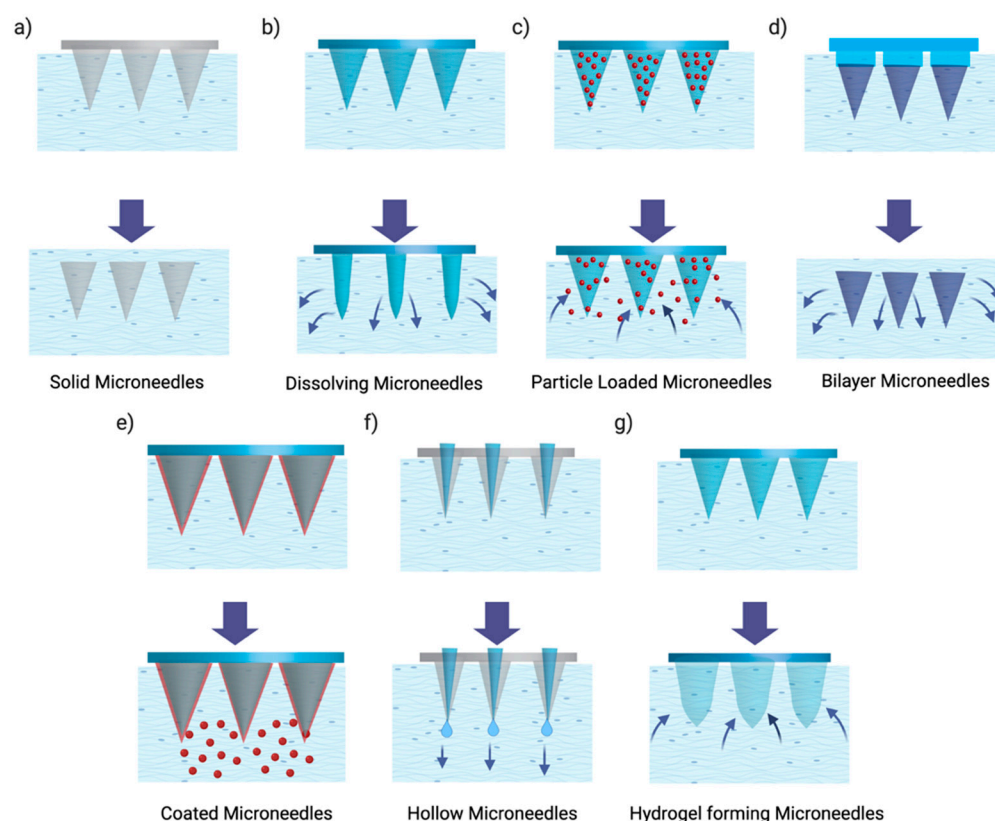 a)
b)
c)
d)
Solid Microneedles
Dissolving Microneedles
Particle Loaded Microneedles
Bilayer Microneedles
e)
f)
g)
Coated Microneedles
Hollow Microneedles
Hydrogel forming Microneedles